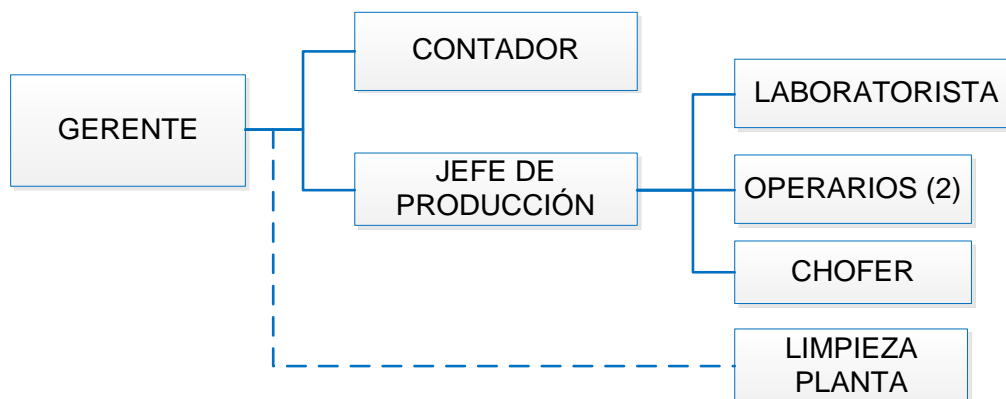 GERENTE
CONTADOR
JEFE DE
PRODUCCIÓN
LABORATORISTA
OPERARIOS (2)
CHOFER
LIMPIEZA
PLANTA